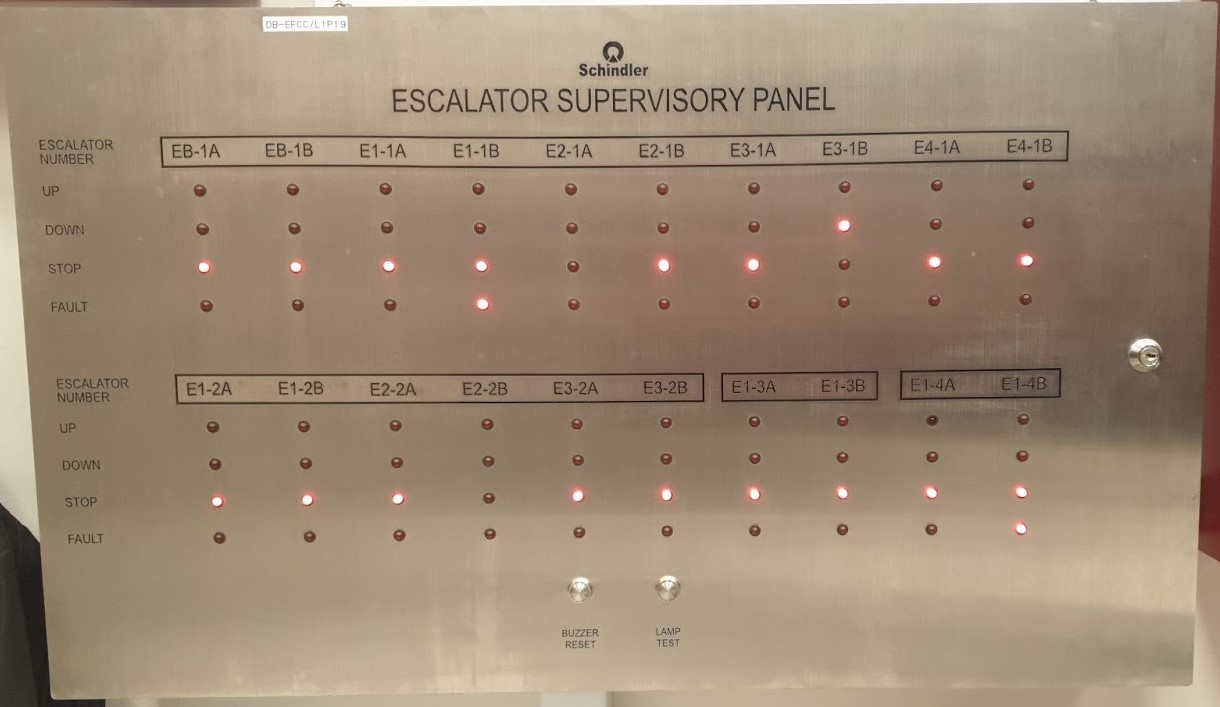 DB-EFCC/L1P19
Schindler
ESCALATOR SUPERVISORY PANEL
ESCALATOR
NUMBER
EB-1A EB-1B E1-1A E1-1B E2-1A E2-1B E3-1A E3-1B E4-1A E4-1B
UP
DOWN
STOP
FAULT
ESCALATOR
NUMBER
E1-2A E1-2B E2-2A E2-2B E3-2A E3-2B E1-3A E1-3B E1-4A E1-4B
UP
DOWN
STOP
FAULT
BUZZER
RESET
LAMP
TEST